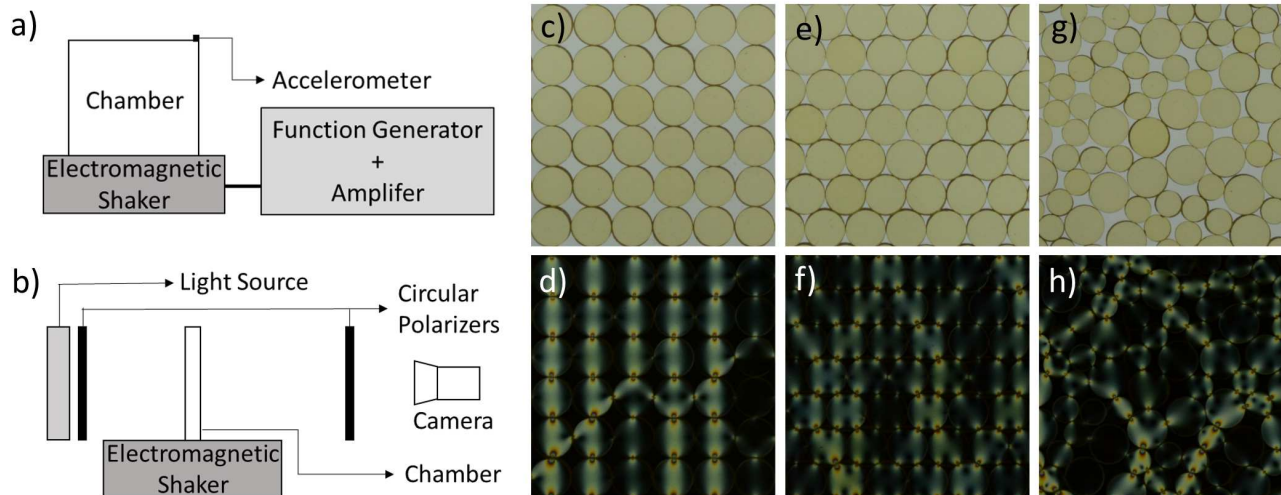 a)
Chamber
Accelerometer
Electromagnetic
Shaker
Function Generator
+
Amplifer
b)
Light Source
Circular
Polarizers
Camera
Electromagnetic
Shaker
Chamber
c)
e)
g)
d)
f)
h)